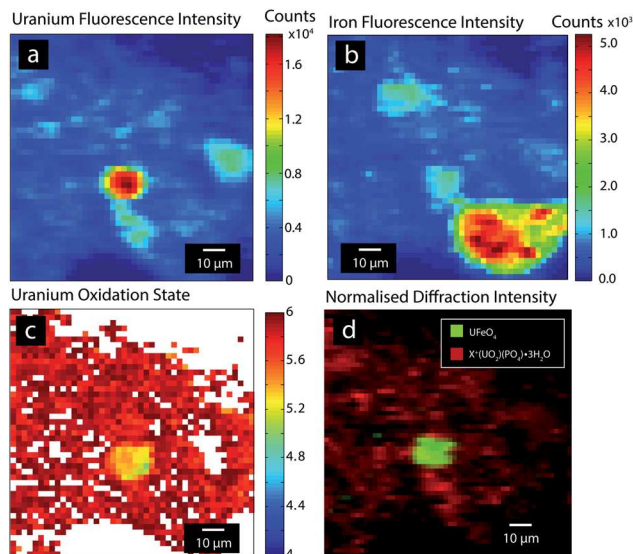 Uranium Fluorescence Intensity
Counts
x10⁴
a
1.6
1.2
0.8
0.4
0
10 µm
Iron Fluorescence Intensity
Counts x10³
b
5.0
4.0
3.0
2.0
1.0
0.0
10 µm
Uranium Oxidation State
c
6
5.6
5.2
4.8
4.4
4
10 µm
Normalised Diffraction Intensity
d
UFeO₄
X⁺(UO₂)(PO₄)•3H₂O
10 µm